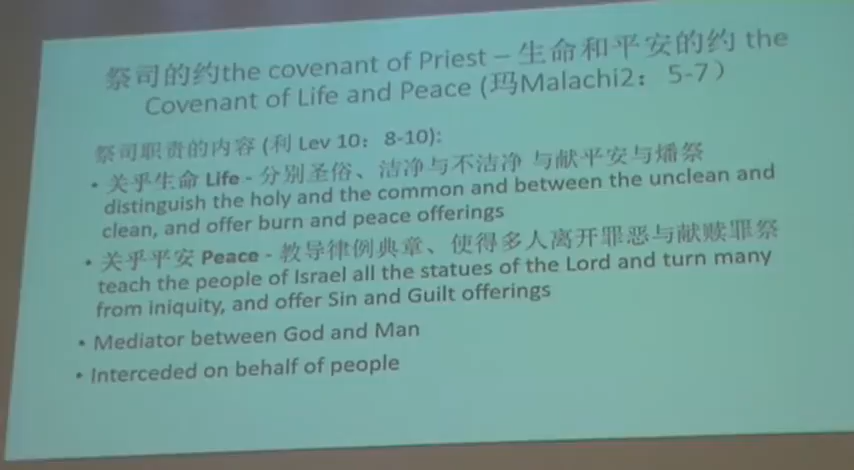 祭司的约the covenant of Priest – 生命和平安的约 the
Covenant of Life and Peace (玛Malachi2： 5-7）
祭司职责的内容 (利 Lev 10：8-10):
• 关乎生命 Life - 分别圣俗、洁净与不洁净 与献平安与燔祭
distinguish the holy and the common and between the unclean and
clean, and offer burn and peace offerings
• 关乎平安 Peace - 教导律例典章、使得多人离开罪恶与献赎罪祭
teach the people of Israel all the statues of the Lord and turn many
from iniquity, and offer Sin and Guilt offerings
• Mediator between God and Man
• Interceded on behalf of people